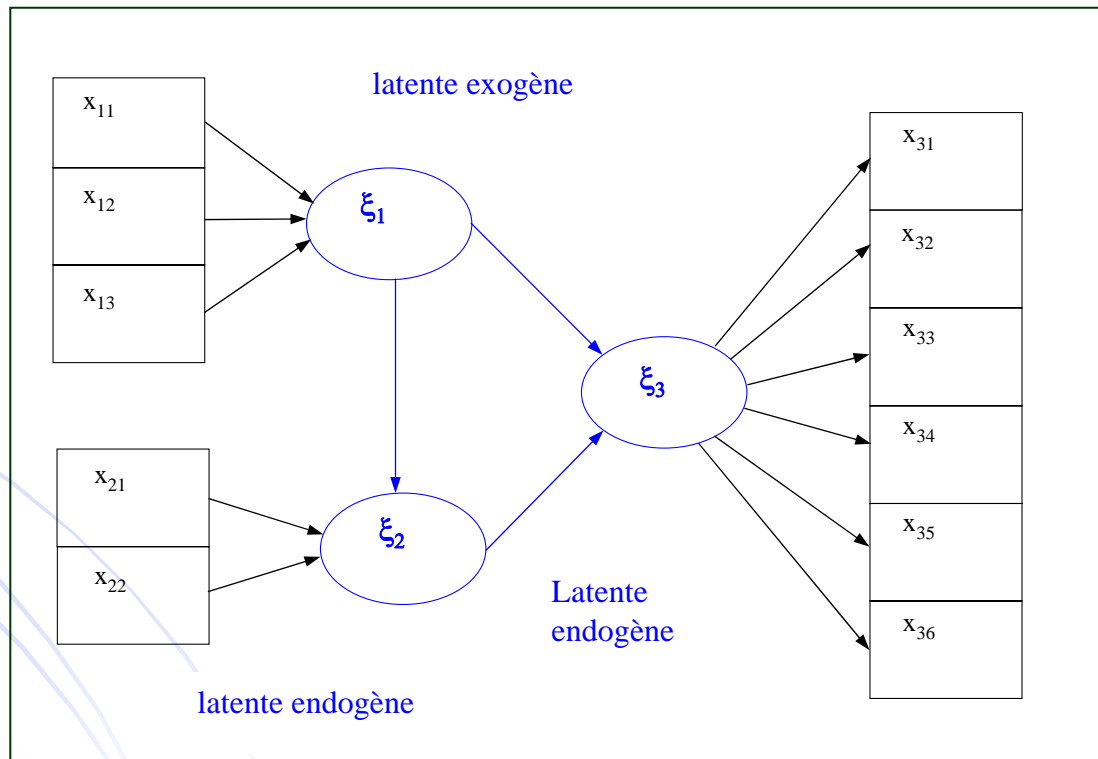 latente exogène
x₁₁
x₁₂
x₁₃
ξ₁
x₂₁
x₂₂
ξ₂
latente endogène
ξ₃
Latente
endogène
x₃₁
x₃₂
x₃₃
x₃₄
x₃₅
x₃₆